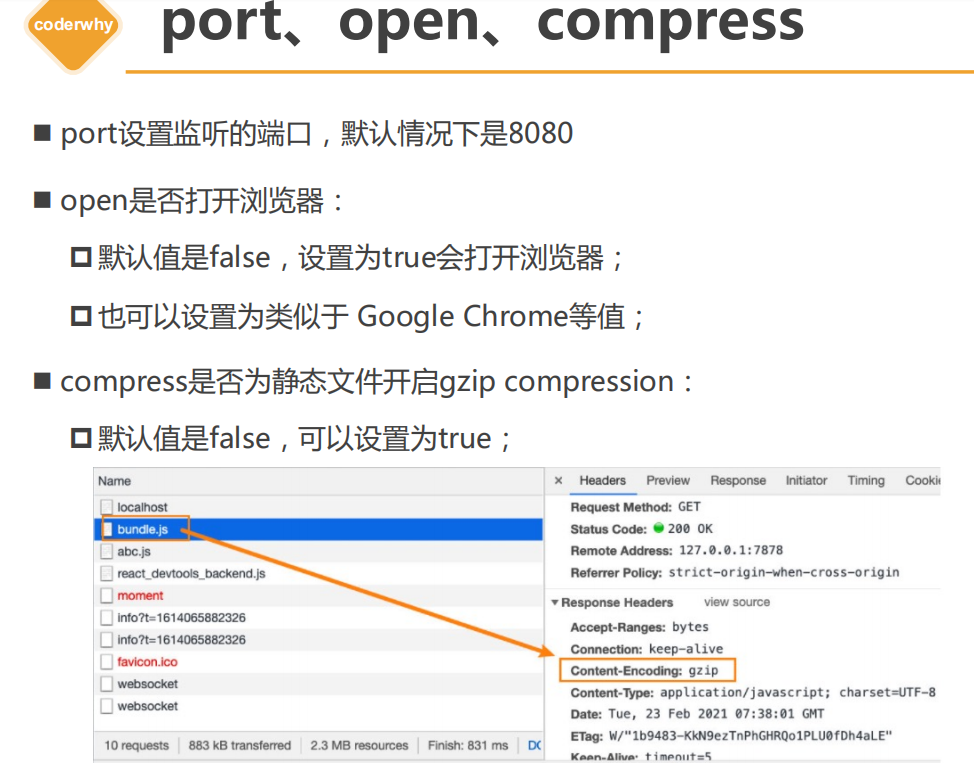 coderwhy
port、open、compress
port设置监听的端口，默认情况下是8080
open是否打开浏览器：
默认值是false，设置为true会打开浏览器；
也可以设置为类似于 Google Chrome等值；
compress是否为静态文件开启gzip compression：
默认值是false，可以设置为true；
Name
localhost
bundle.js
abc.js
react_devtools_backend.js
moment
info?t=1614065882326
info?t=1614065882326
favicon.ico
websocket
websocket
10 requests 883 kB transferred 2.3 MB resources Finish: 831 ms DC
× Headers Preview Response Initiator Timing Cookie
Request Method: GET
Status Code: 200 OK
Remote Address: 127.0.0.1:7878
Referrer Policy: strict-origin-when-cross-origin
▼Response Headers view source
Accept-Ranges: bytes
Connection: keep-alive
Content-Encoding: gzip
Content-Type: application/javascript; charset=UTF-8
Date: Tue, 23 Feb 2021 07:38:01 GMT
ETag: W/"1b9483-KkN9ezTnPhGHRQo1PLU0fDh4aLE"
Keep-Alive: timeout=5